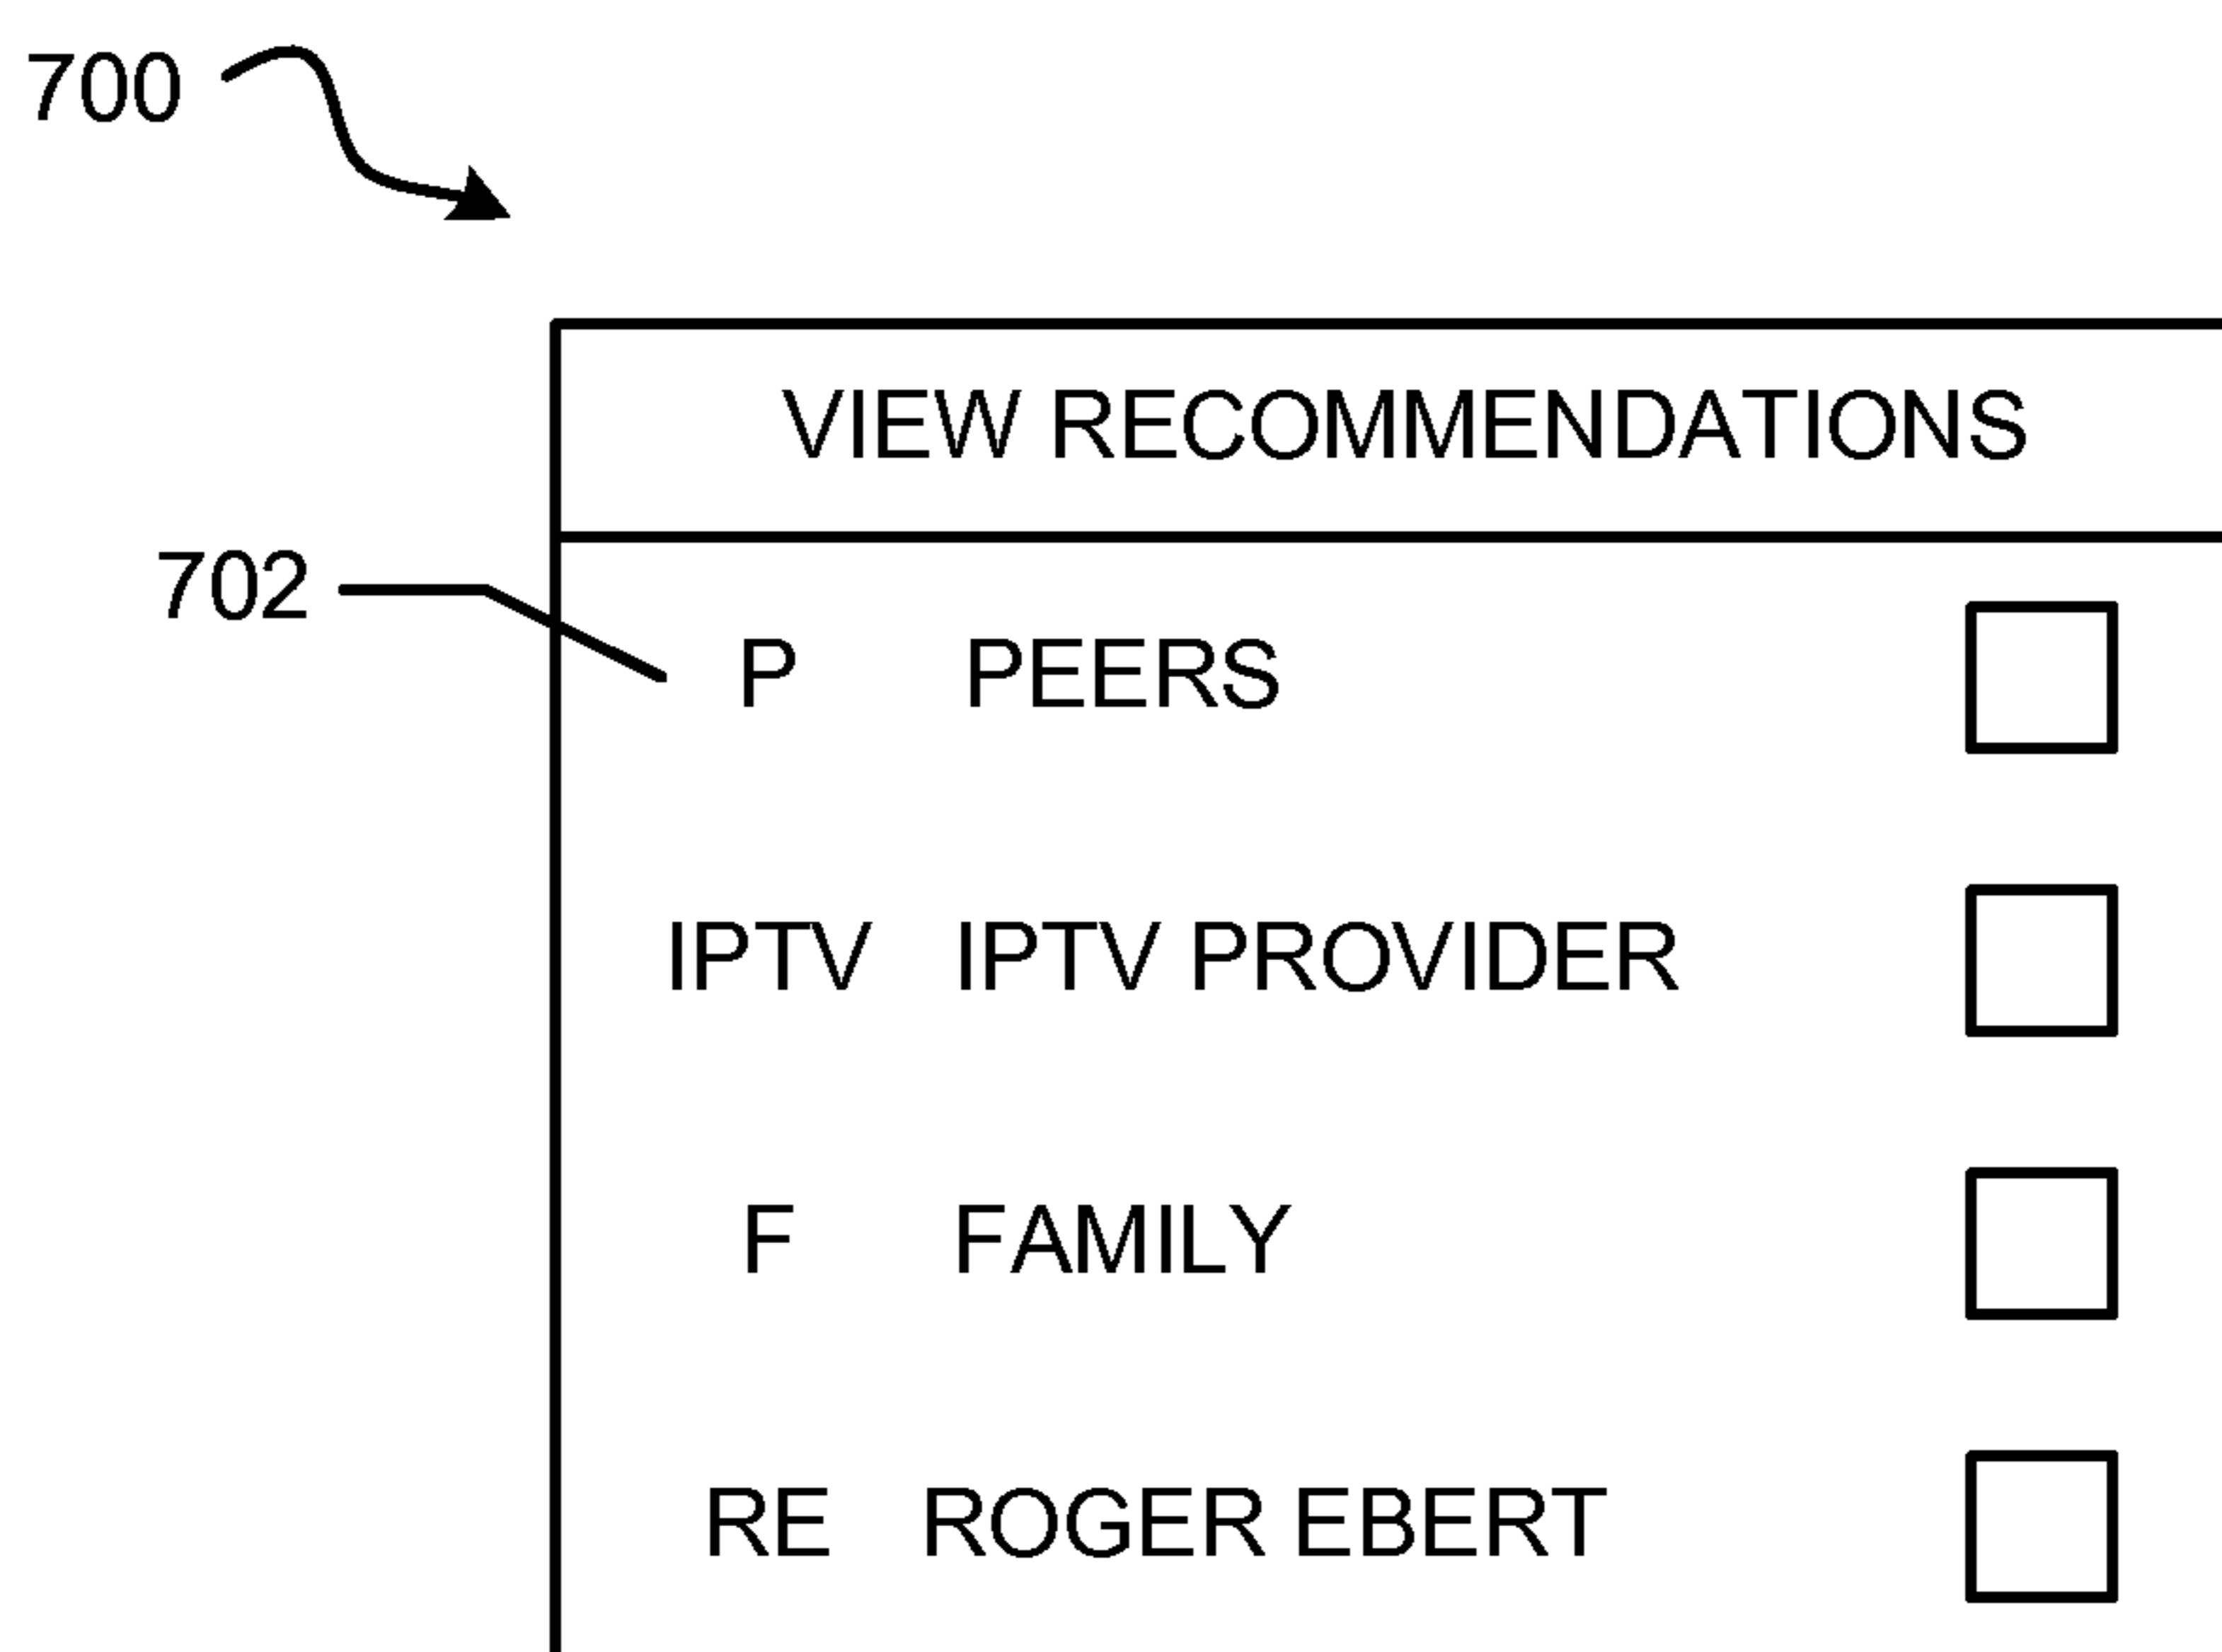 700
VIEW RECOMMENDATIONS
702
P PEERS
IPTV IPTV PROVIDER
F FAMILY
RE ROGER EBERT